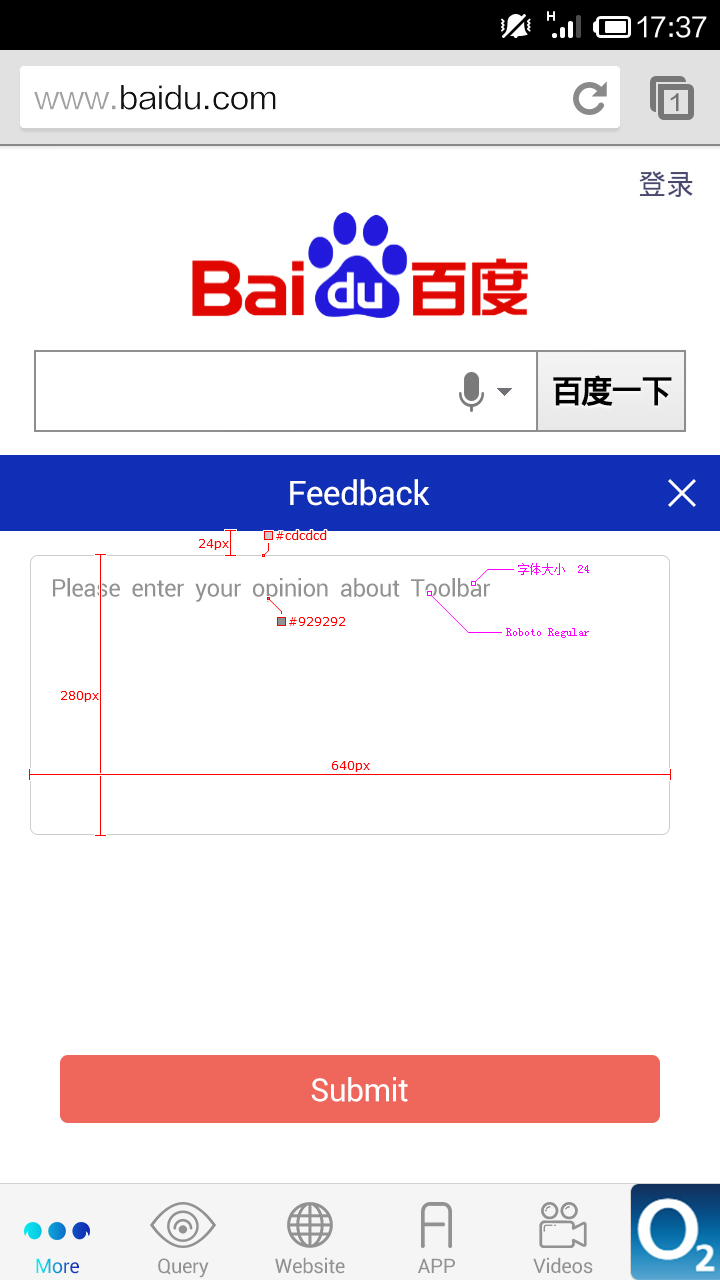 H 17:37
www.baidu.com
1
登录
Bai du 百度
百度一下
Feedback
24px
#cdcdcd
Please enter your opinion about Toolbar
字体大小 24
#929292
Roboto Regular
280px
640px
Submit
More
Query
Website
APP
Videos
O2